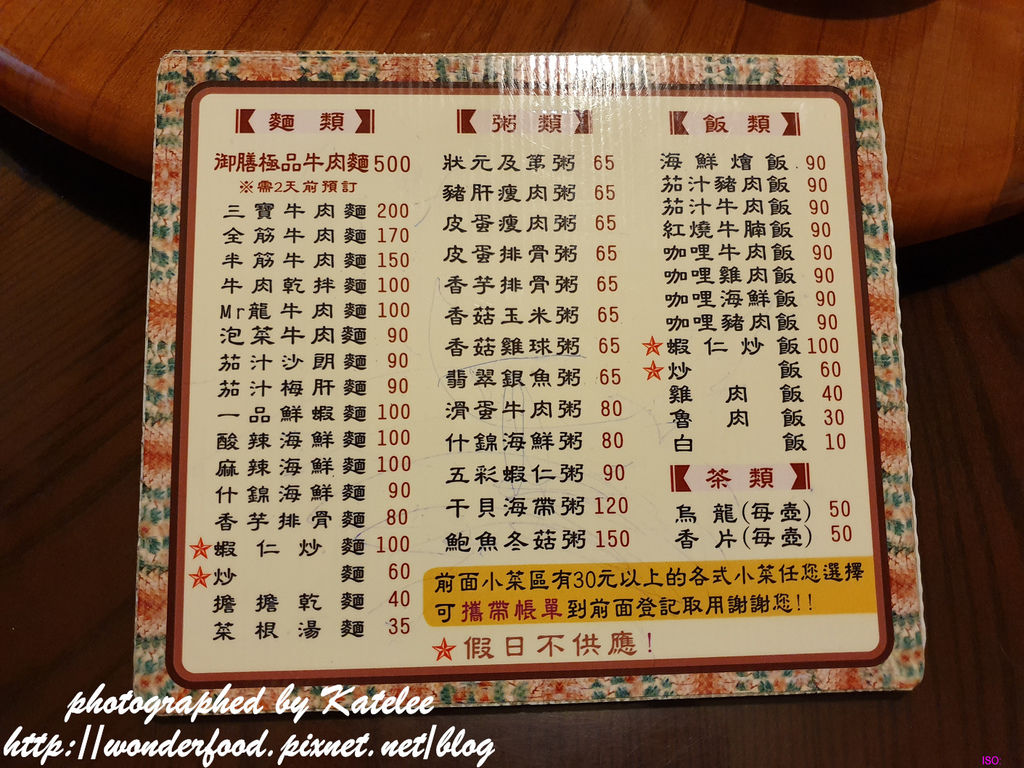 麵類
御膳極品牛肉麵 500
※需2天前預訂
三寶牛肉麵 200
全筋牛肉麵 170
半筋牛肉麵 150
牛肉乾拌麵 100
Mr龍牛肉麵 100
泡菜牛肉麵 90
茄汁沙朗麵 90
茄汁梅肝麵 90
一品鮮蝦麵 100
酸辣海鮮麵 100
麻辣海鮮麵 100
什錦海鮮麵 90
香芋排骨麵 80
☆蝦仁炒麵 100
☆炒麵 60
擔擔乾麵 40
菜根湯麵 35
粥類
狀元及第粥 65
豬肝瘦肉粥 65
皮蛋瘦肉粥 65
皮蛋排骨粥 65
香芋排骨粥 65
香菇玉米粥 65
香菇雞球粥 65
翡翠銀魚粥 65
滑蛋牛肉粥 80
什錦海鮮粥 80
五彩蝦仁粥 90
干貝海帶粥 120
鮑魚冬菇粥 150
飯類
海鮮燴飯 90
茄汁豬肉飯 90
茄汁牛肉飯 90
紅燒牛腩飯 90
咖哩牛肉飯 90
咖哩雞肉飯 90
咖哩海鮮飯 90
咖哩豬肉飯 90
☆蝦仁炒飯 100
☆炒飯 60
雞肉飯 40
魯肉飯 30
白飯 10
茶類
烏龍(每壺) 50
香片(每壺) 50
前面小菜區有30元以上的各式小菜任您選擇
可攜帶帳單到前面登記取用謝謝您!!
☆假日不供應!
photographed by Katelee
http://wonderfood.pixnet.net/blog
ISO: